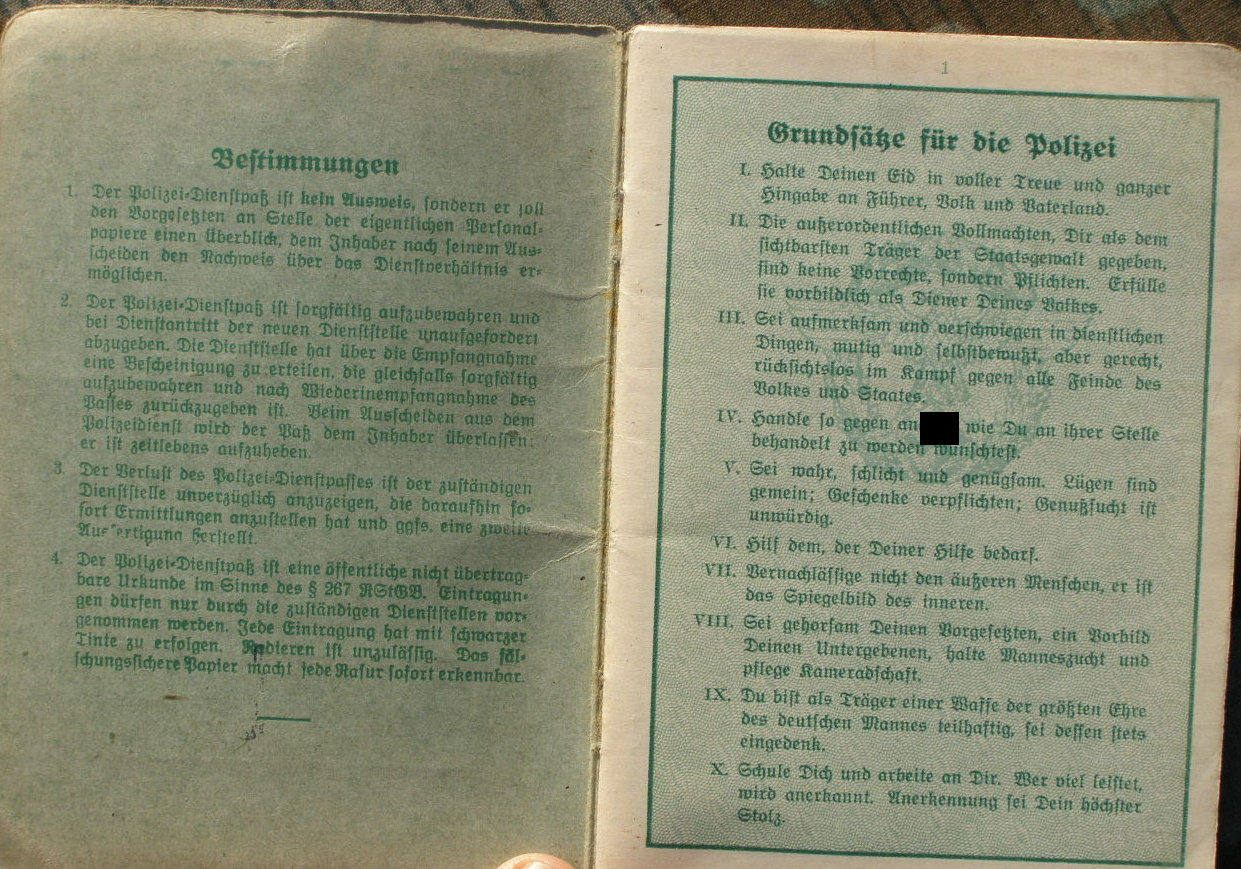 Bestimmungen
1. Der Polizei-Dienstpaß ist kein Ausweis, sondern er soll
den Vorgesetzten an Stelle der eigentlichen Personal-
papiere einen Überblick, dem Inhaber nach seinem Aus-
scheiden den Nachweis über das Dienstverhältnis er-
möglichen.
2. Der Polizei-Dienstpaß ist sorgfältig aufzubewahren und
bei Dienstantritt der neuen Dienststelle unaufgefordert
abzugeben. Die Dienststelle hat über die Empfangnahme
eine Bescheinigung zu erteilen, die gleichfalls sorgfältig
aufzubewahren und nach Wiederinempfangnahme des
Passes zurückzugeben ist. Beim Ausscheiden aus dem
Polizeidienst wird der Paß dem Inhaber überlassen;
er ist zeitlebens aufzuheben.
3. Der Verlust des Polizei-Dienstpasses ist der zuständigen
Dienststelle unverzüglich anzuzeigen, die daraufhin so-
fort Ermittlungen anzustellen hat und ggfs. eine zweite
Ausfertigung herstellt.
4. Der Polizei-Dienstpaß ist eine öffentliche nicht übertrag-
bare Urkunde im Sinne des § 267 RStGB. Eintragun-
gen dürfen nur durch die zuständigen Dienststellen vor-
genommen werden. Jede Eintragung hat mit schwarzer
Tinte zu erfolgen. Radieren ist unzulässig. Das fäl-
schungssichere Papier macht jede Rasur sofort erkennbar.
1
Grundsätze für die Polizei
I. Halte Deinen Eid in voller Treue und ganzer
Hingabe an Führer, Volk und Vaterland.
II. Die außerordentlichen Vollmachten, Dir als dem
sichtbarsten Träger der Staatsgewalt gegeben,
sind keine Vorrechte, sondern Pflichten. Erfülle
sie vorbildlich als Diener Deines Volkes.
III. Sei aufmerksam und verschwiegen in dienstlichen
Dingen, mutig und selbstbewußt, aber gerecht,
rücksichtslos im Kampf gegen alle Feinde des
Volkes und Staates.
IV. Handle so gegen an wie Du an ihrer Stelle
behandelt zu werden wünschtest.
V. Sei wahr, schlicht und genügsam. Lügen sind
gemein; Geschenke verpflichten; Genußsucht ist
unwürdig.
VI. Hilf dem, der Deiner Hilfe bedarf.
VII. Vernachlässige nicht den äußeren Menschen, er ist
das Spiegelbild des inneren.
VIII. Sei gehorsam Deinen Vorgesetzten, ein Vorbild
Deinen Untergebenen, halte Manneszucht und
pflege Kameradschaft.
IX. Du bist als Träger einer Waffe der größten Ehre
des deutschen Mannes teilhaftig, sei dessen stets
eingedenk.
X. Schule Dich und arbeite an Dir. Wer viel leistet,
wird anerkannt. Anerkennung sei Dein höchster
Stolz.